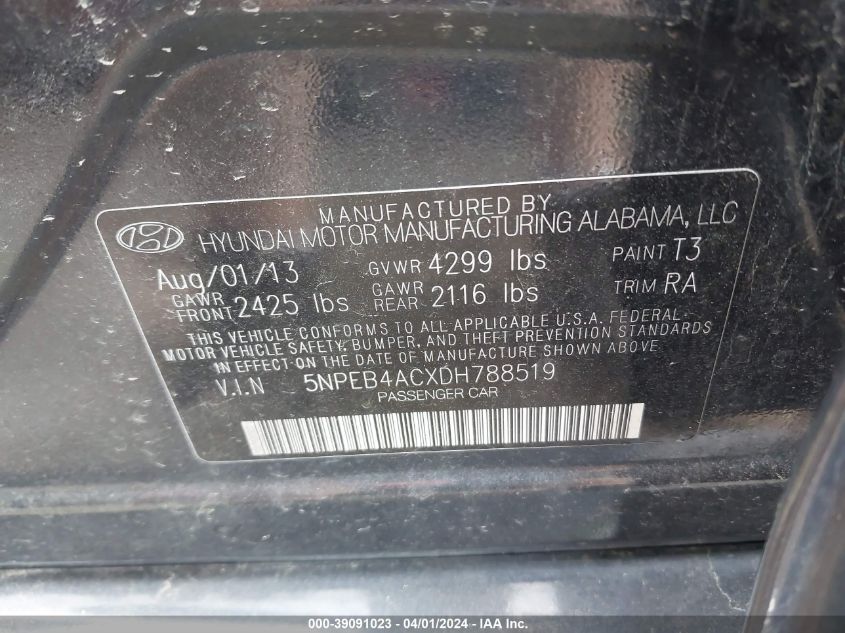 MANUFACTURED BY
HYUNDAI MOTOR MANUFACTURING ALABAMA, LLC
Aug/01/13 GVWR 4299 lbs PAINT T3
GAWR FRONT 2425 lbs GAWR REAR 2116 lbs TRIM RA
THIS VEHICLE CONFORMS TO ALL APPLICABLE U.S.A. FEDERAL
MOTOR VEHICLE SAFETY, BUMPER, AND THEFT PREVENTION STANDARDS
IN EFFECT ON THE DATE OF MANUFACTURE SHOWN ABOVE.
V.I.N 5NPEB4ACXDH788519
PASSENGER CAR
000-39091023 - 04/01/2024 - IAA Inc.